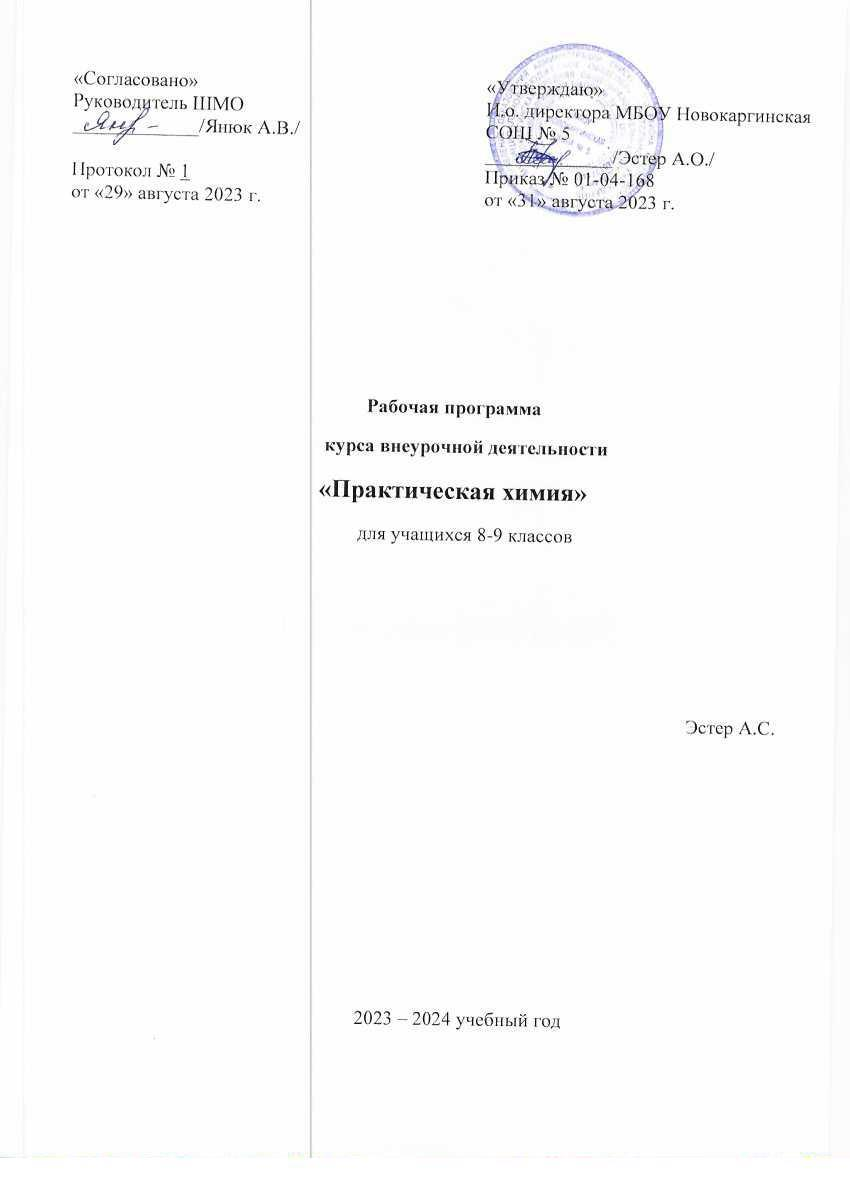 «Согласовано»
Руководитель ШМО
/Янюк А.В./
Протокол № 1
от «29» августа 2023 г.
«Утверждаю»
И.о. директора МБОУ Новокаргинская
СОШ № 5
/Эстер А.О./
Приказ № 01-04-168
от «31» августа 2023 г.
Рабочая программа
курса внеурочной деятельности
«Практическая химия»
для учащихся 8-9 классов
Эстер А.С.
2023 – 2024 учебный год